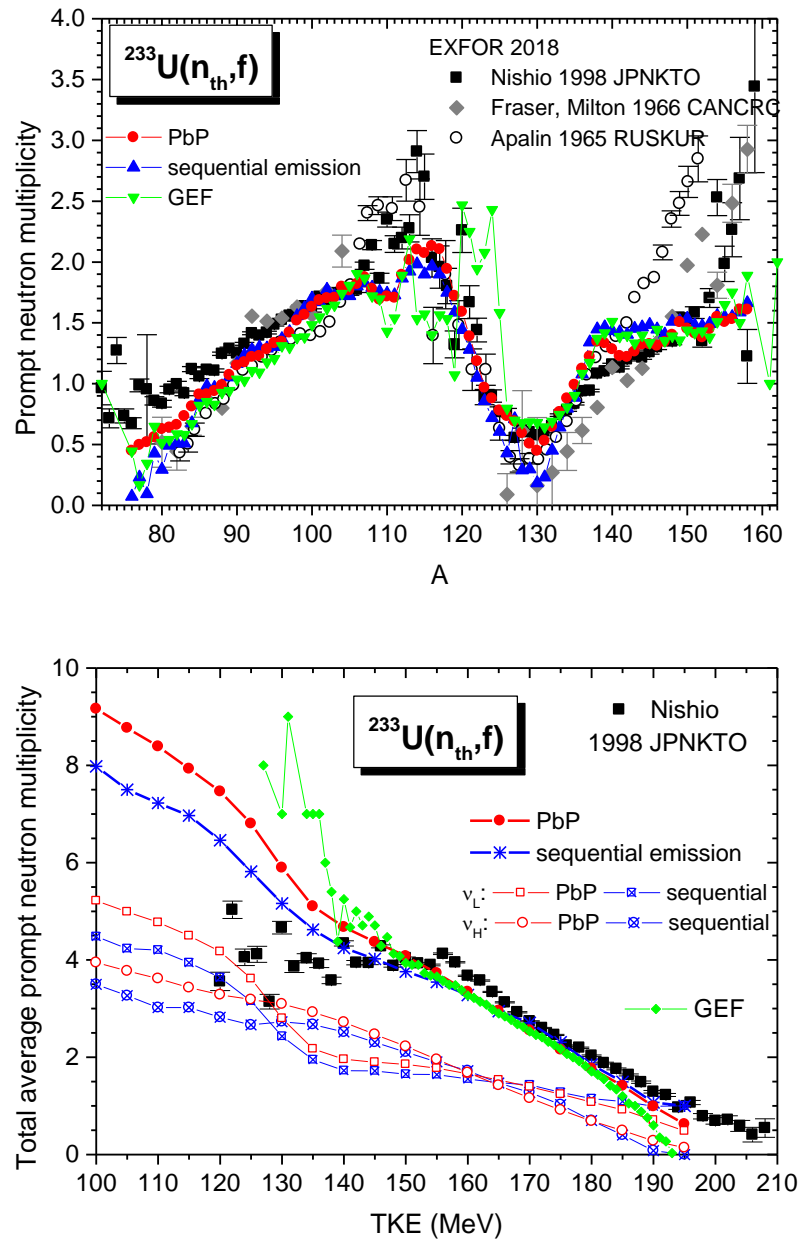 4.0
3.5
3.0
2.5
2.0
1.5
1.0
0.5
0.0
Prompt neutron multiplicity
²³³U(nₜₕ,f)
PbP
sequential emission
GEF
EXFOR 2018
Nishio 1998 JPNKTO
Fraser, Milton 1966 CANCRC
Apalin 1965 RUSKUR
80 90 100 110 120 130 140 150 160
A
10
8
6
4
2
0
Total average prompt neutron multiplicity
²³³U(nₜₕ,f)
Nishio
1998 JPNKTO
PbP
sequential emission
ν_L: PbP sequential
ν_H: PbP sequential
GEF
100 110 120 130 140 150 160 170 180 190 200 210
TKE (MeV)